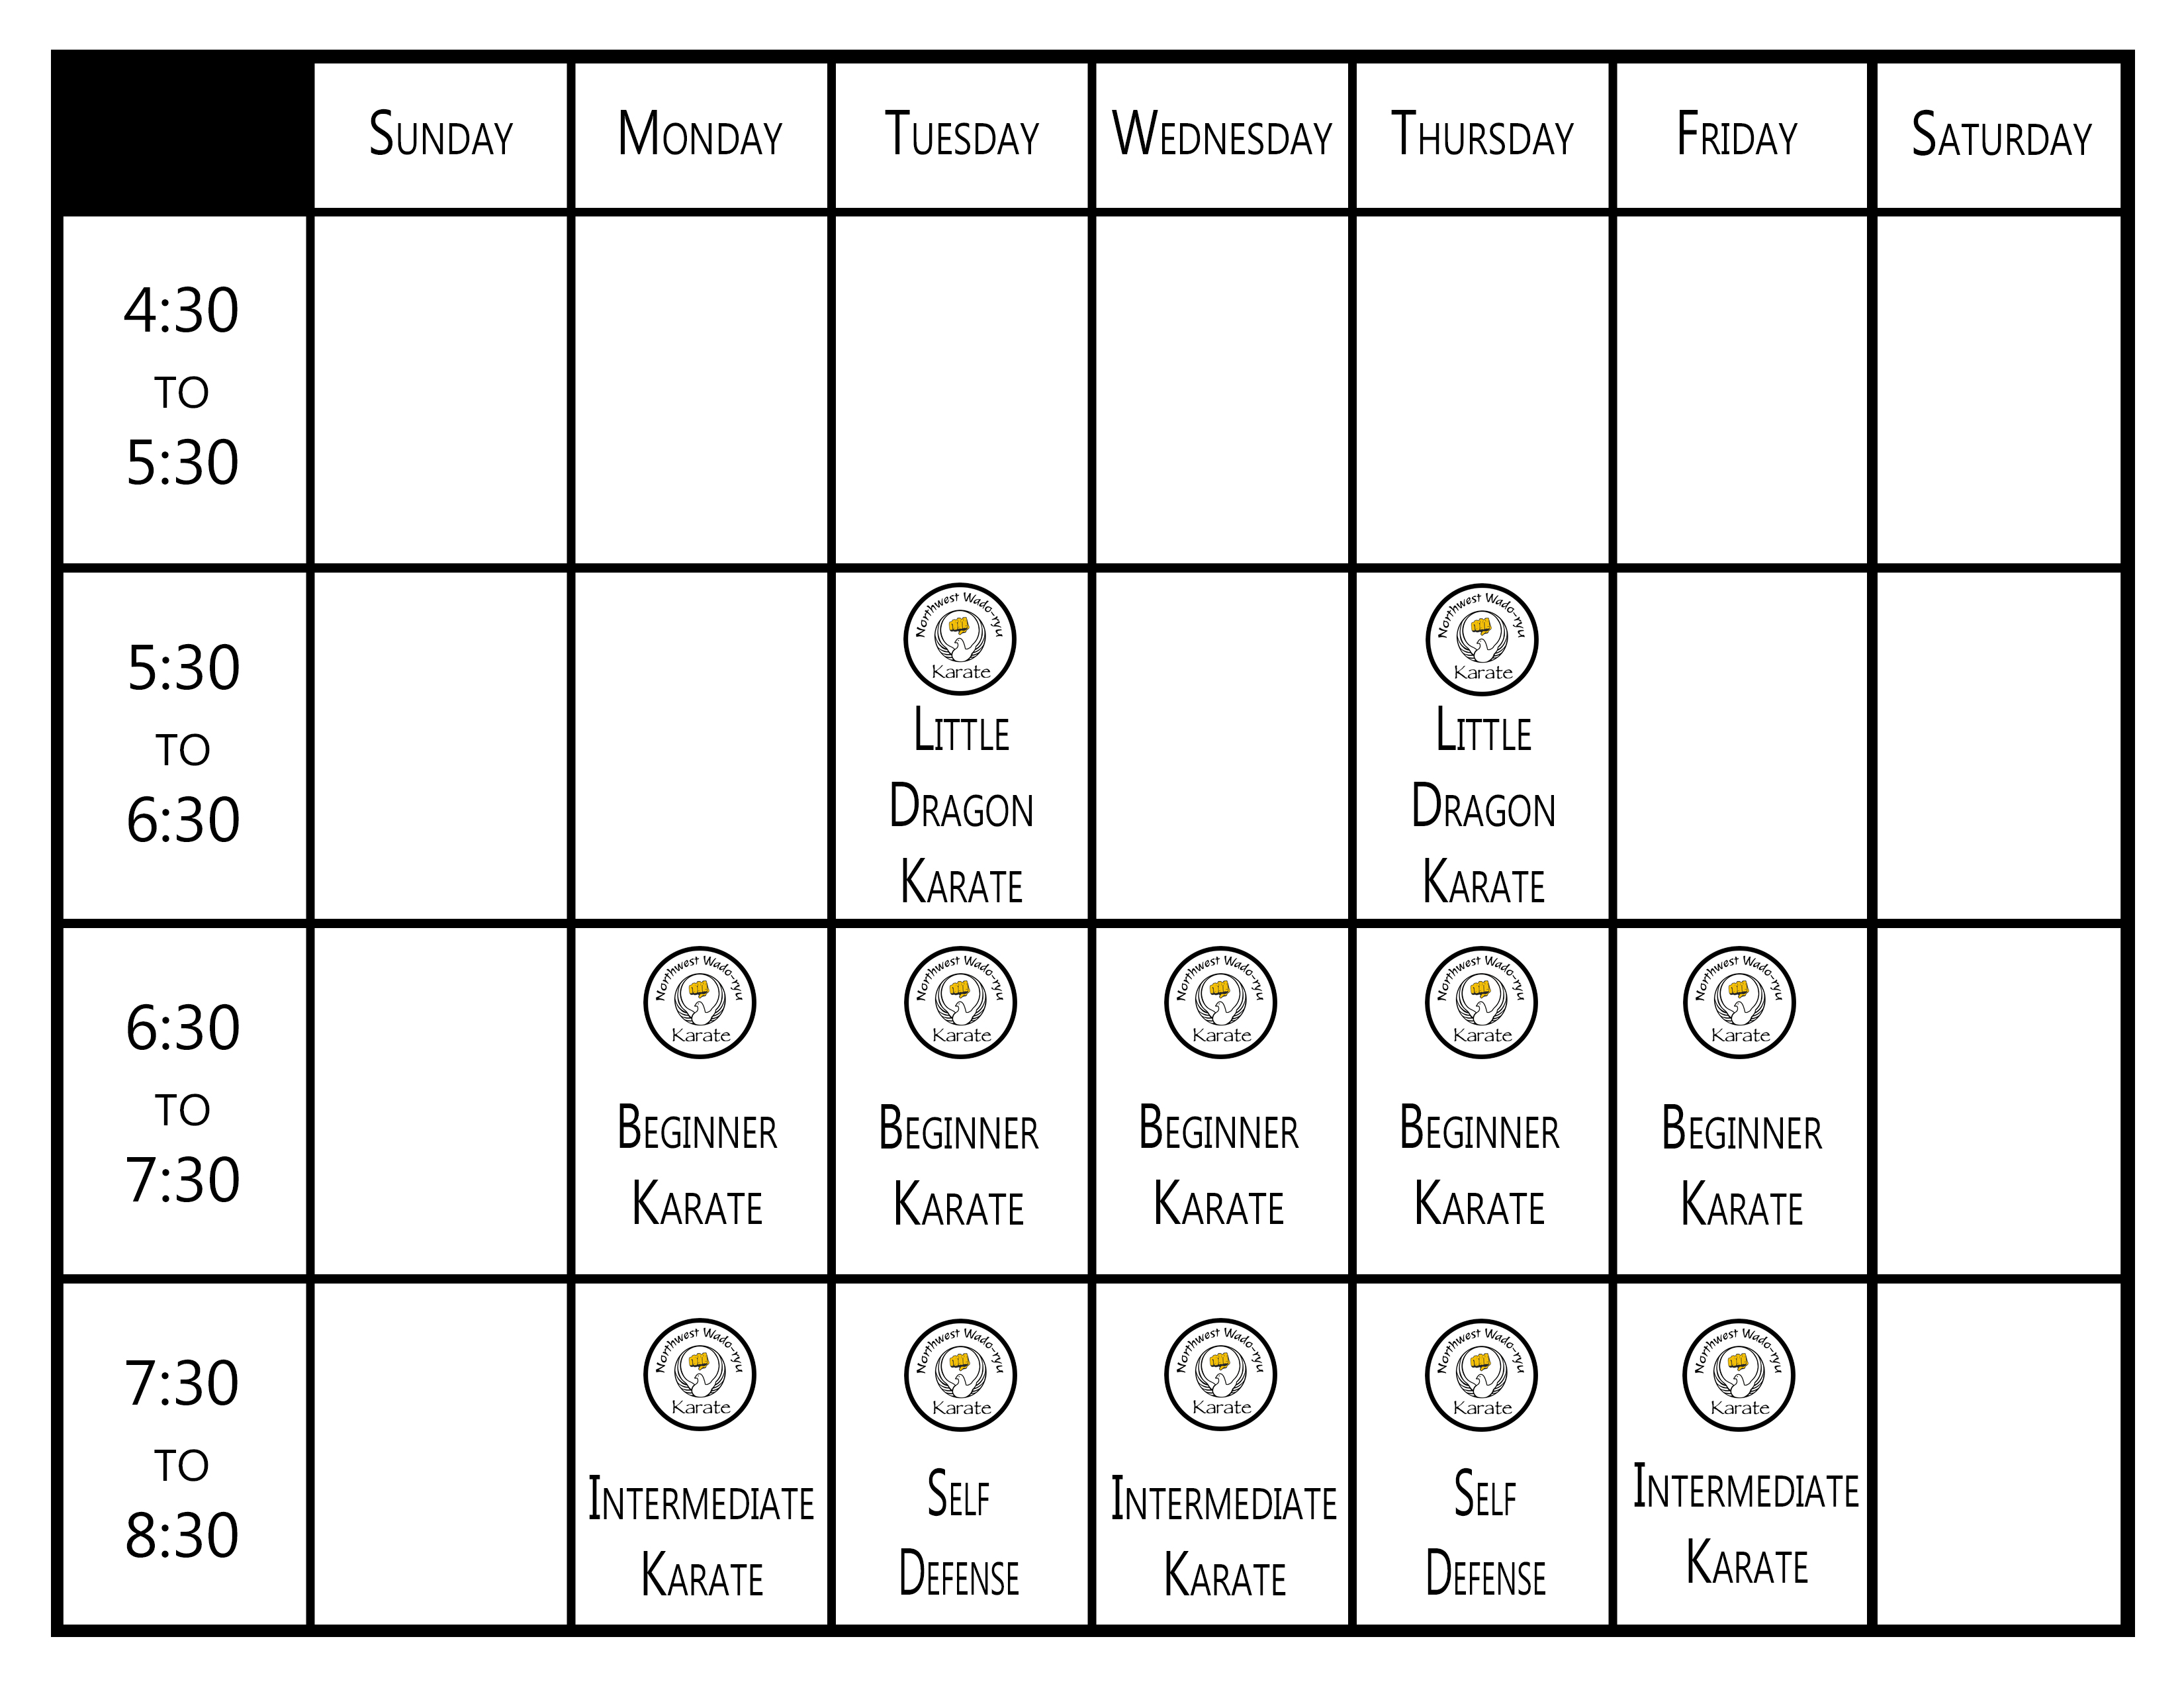 Sunday Monday Tuesday Wednesday Thursday Friday Saturday
4:30
to
5:30
5:30
to
6:30
Northwest Wado-ryu
Karate
Little
Dragon
Karate
Northwest Wado-ryu
Karate
Little
Dragon
Karate
6:30
to
7:30
Northwest Wado-ryu
Karate
Beginner
Karate
Northwest Wado-ryu
Karate
Beginner
Karate
Northwest Wado-ryu
Karate
Beginner
Karate
Northwest Wado-ryu
Karate
Beginner
Karate
Northwest Wado-ryu
Karate
Beginner
Karate
7:30
to
8:30
Northwest Wado-ryu
Karate
Intermediate
Karate
Northwest Wado-ryu
Karate
Self
Defense
Northwest Wado-ryu
Karate
Intermediate
Karate
Northwest Wado-ryu
Karate
Self
Defense
Northwest Wado-ryu
Karate
Intermediate
Karate